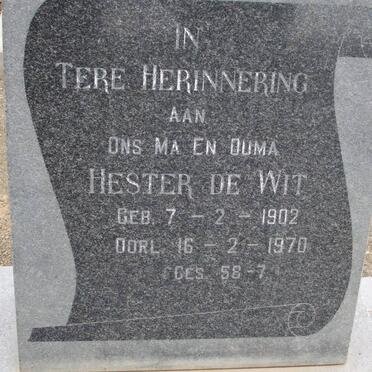 IN
TERE HERINNERING
AAN
ONS MA EN OUMA
HESTER DE WIT
GEB. 7 - 2 - 1902
OORL. 16 - 2 - 1970
GES. 58-7